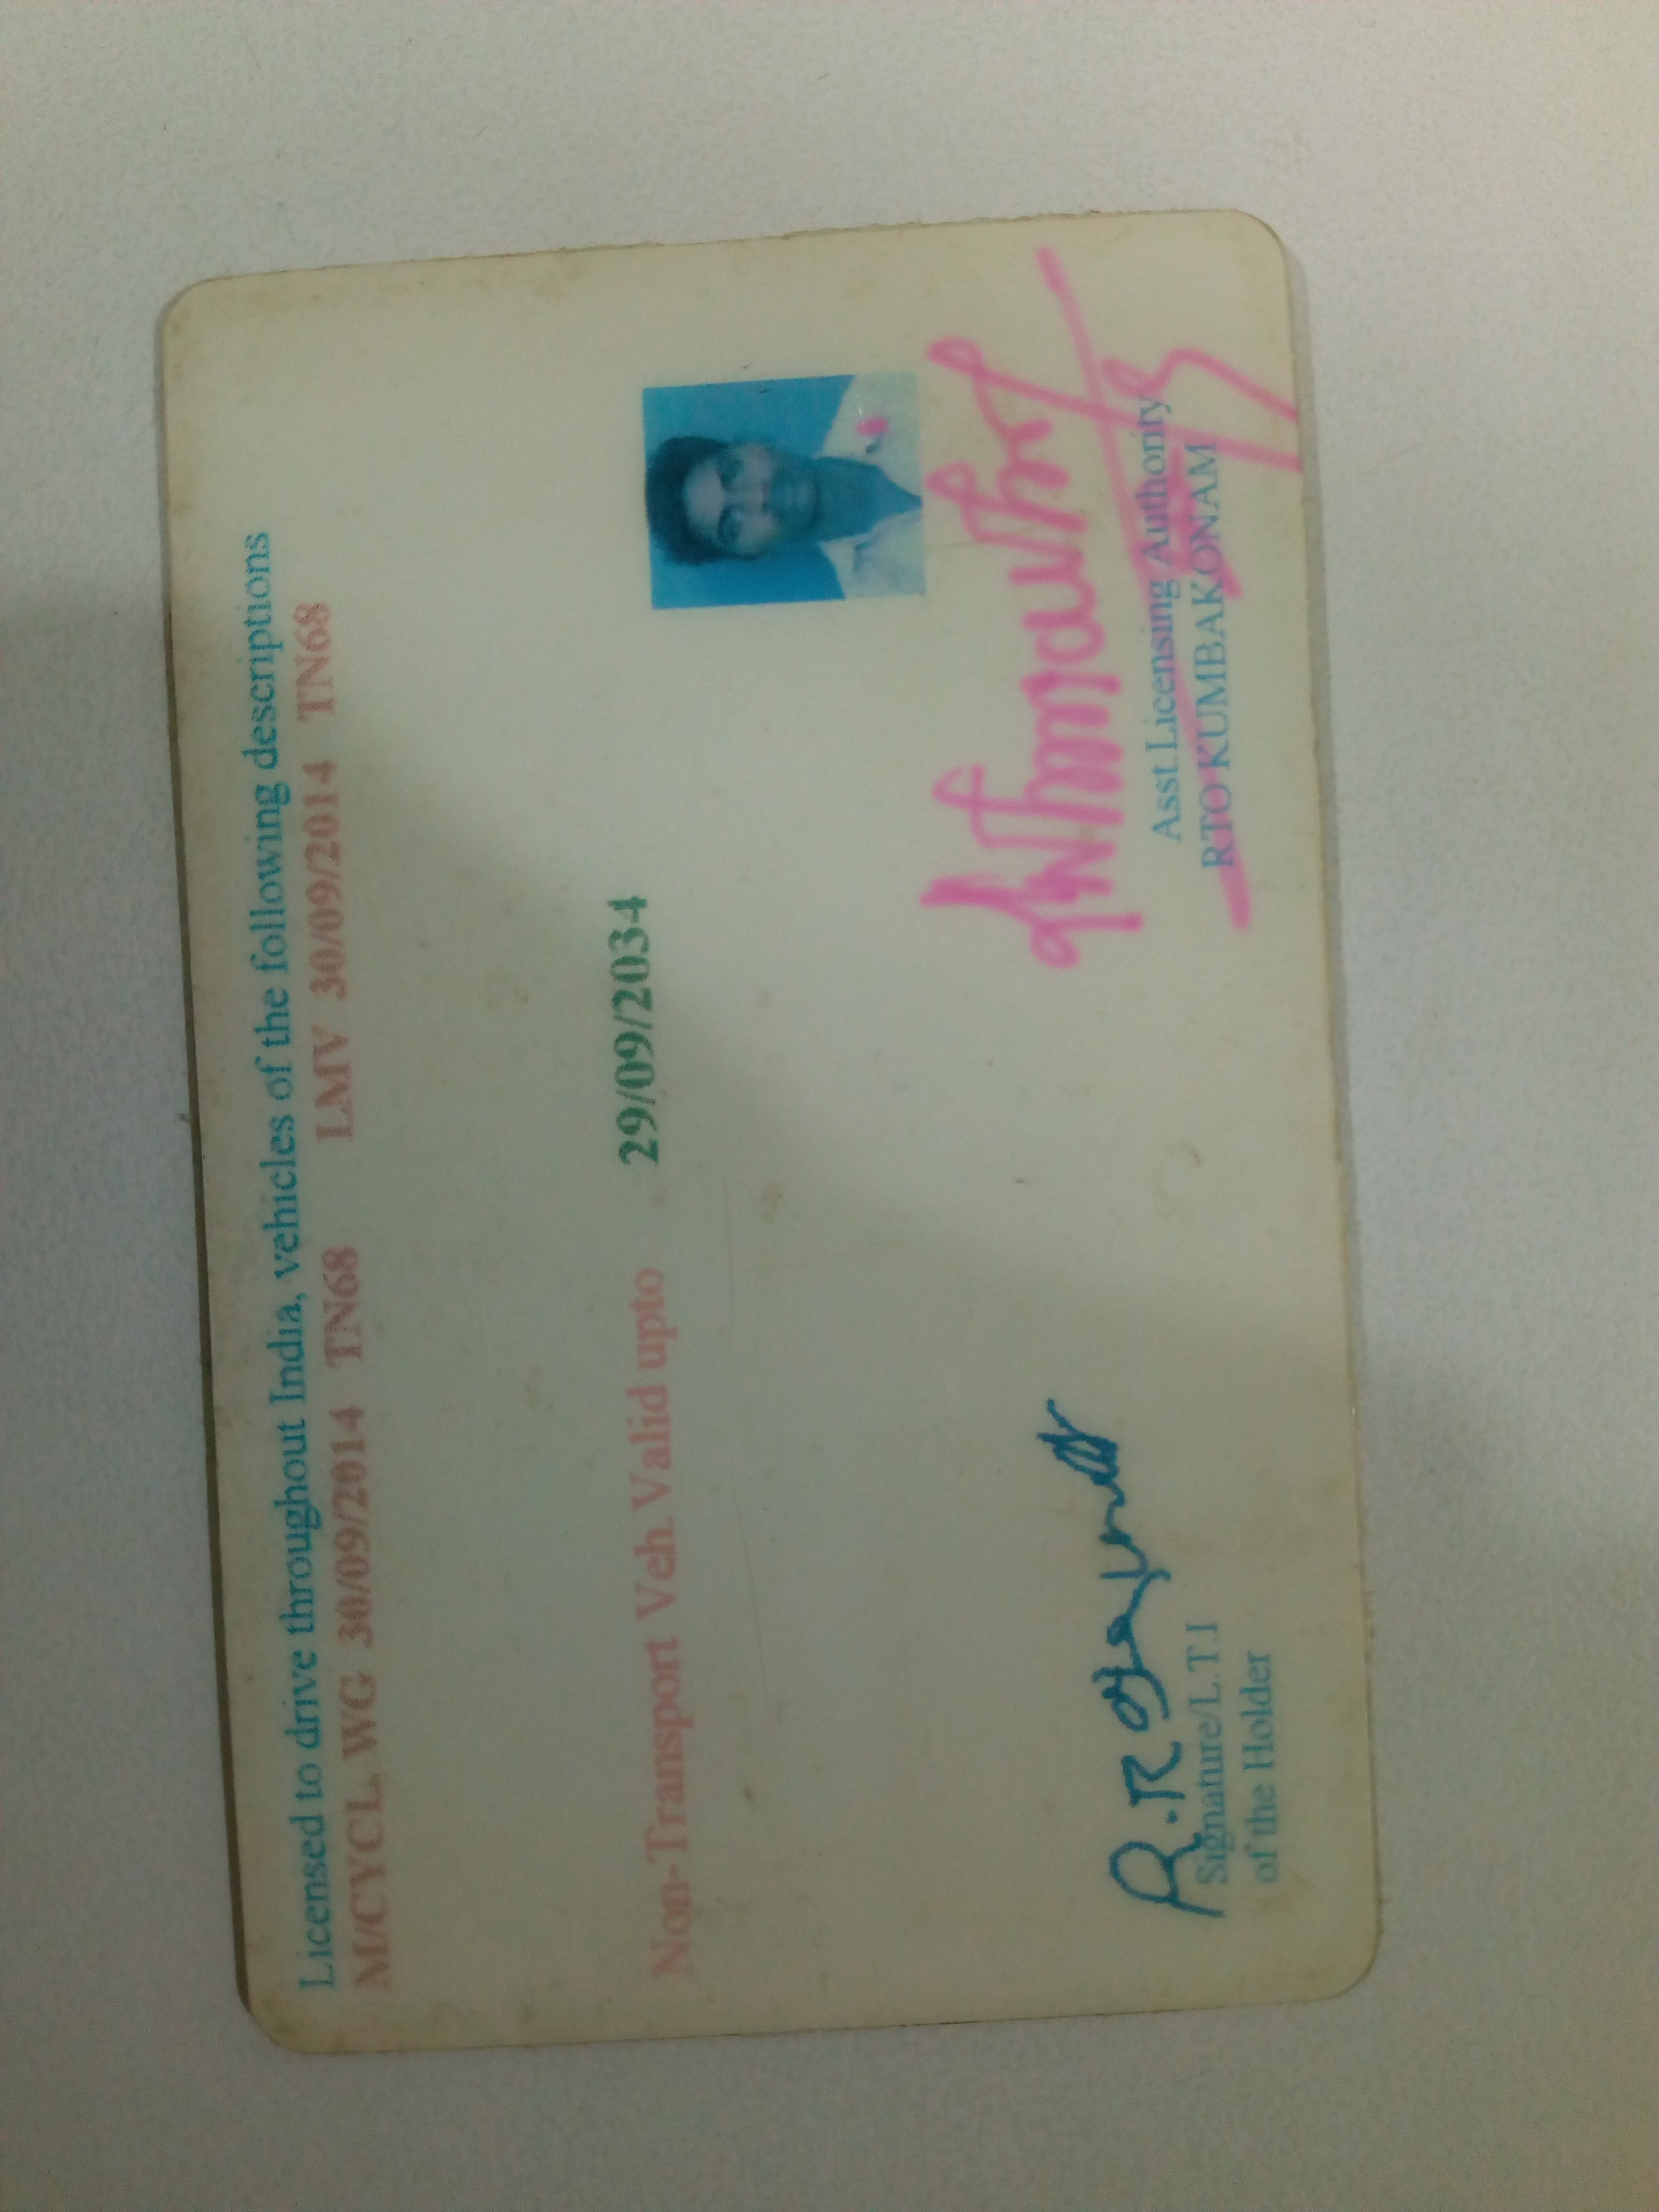 Licensed to drive throughout India, vehicles of the following descriptions
M/CYCL. WG 30/09/2014 TN68 LMV 30/09/2014 TN68
Non-Transport Veh. Valid upto 29/09/2034
Signature/L.T.I
of the Holder
Asst.Licensing Authority
RTO KUMBAKONAM